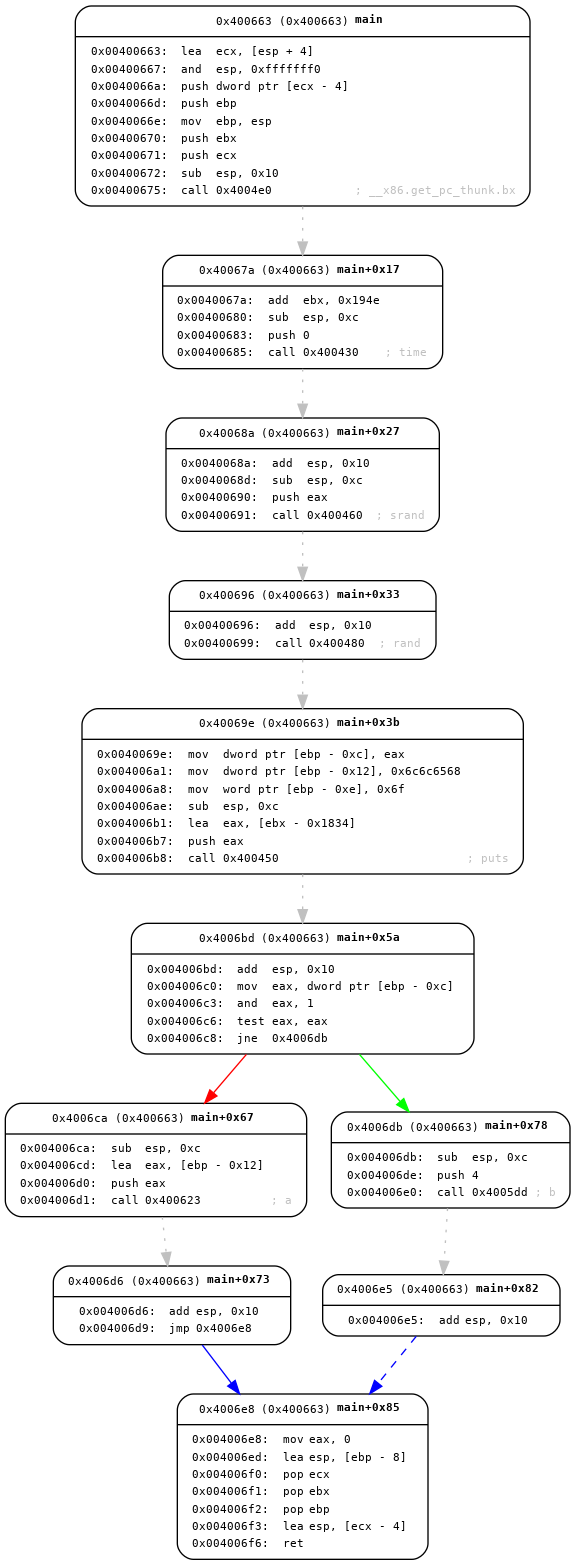 0x400663 (0x400663) main
0x00400663: lea ecx, [esp + 4]
0x00400667: and esp, 0xfffffff0
0x0040066a: push dword ptr [ecx - 4]
0x0040066d: push ebp
0x0040066e: mov ebp, esp
0x00400670: push ebx
0x00400671: push ecx
0x00400672: sub esp, 0x10
0x00400675: call 0x4004e0 ; __x86.get_pc_thunk.bx
0x40067a (0x400663) main+0x17
0x0040067a: add ebx, 0x194e
0x00400680: sub esp, 0xc
0x00400683: push 0
0x00400685: call 0x400430 ; time
0x40068a (0x400663) main+0x27
0x0040068a: add esp, 0x10
0x0040068d: sub esp, 0xc
0x00400690: push eax
0x00400691: call 0x400460 ; srand
0x400696 (0x400663) main+0x33
0x00400696: add esp, 0x10
0x00400699: call 0x400480 ; rand
0x40069e (0x400663) main+0x3b
0x0040069e: mov dword ptr [ebp - 0xc], eax
0x004006a1: mov dword ptr [ebp - 0x12], 0x6c6c6568
0x004006a8: mov word ptr [ebp - 0xe], 0x6f
0x004006ae: sub esp, 0xc
0x004006b1: lea eax, [ebx - 0x1834]
0x004006b7: push eax
0x004006b8: call 0x400450 ; puts
0x4006bd (0x400663) main+0x5a
0x004006bd: add esp, 0x10
0x004006c0: mov eax, dword ptr [ebp - 0xc]
0x004006c3: and eax, 1
0x004006c6: test eax, eax
0x004006c8: jne 0x4006db
0x4006ca (0x400663) main+0x67
0x004006ca: sub esp, 0xc
0x004006cd: lea eax, [ebp - 0x12]
0x004006d0: push eax
0x004006d1: call 0x400623 ; a
0x4006db (0x400663) main+0x78
0x004006db: sub esp, 0xc
0x004006de: push 4
0x004006e0: call 0x4005dd ; b
0x4006d6 (0x400663) main+0x73
0x004006d6: add esp, 0x10
0x004006d9: jmp 0x4006e8
0x4006e5 (0x400663) main+0x82
0x004006e5: add esp, 0x10
0x4006e8 (0x400663) main+0x85
0x004006e8: mov eax, 0
0x004006ed: lea esp, [ebp - 8]
0x004006f0: pop ecx
0x004006f1: pop ebx
0x004006f2: pop ebp
0x004006f3: lea esp, [ecx - 4]
0x004006f6: ret